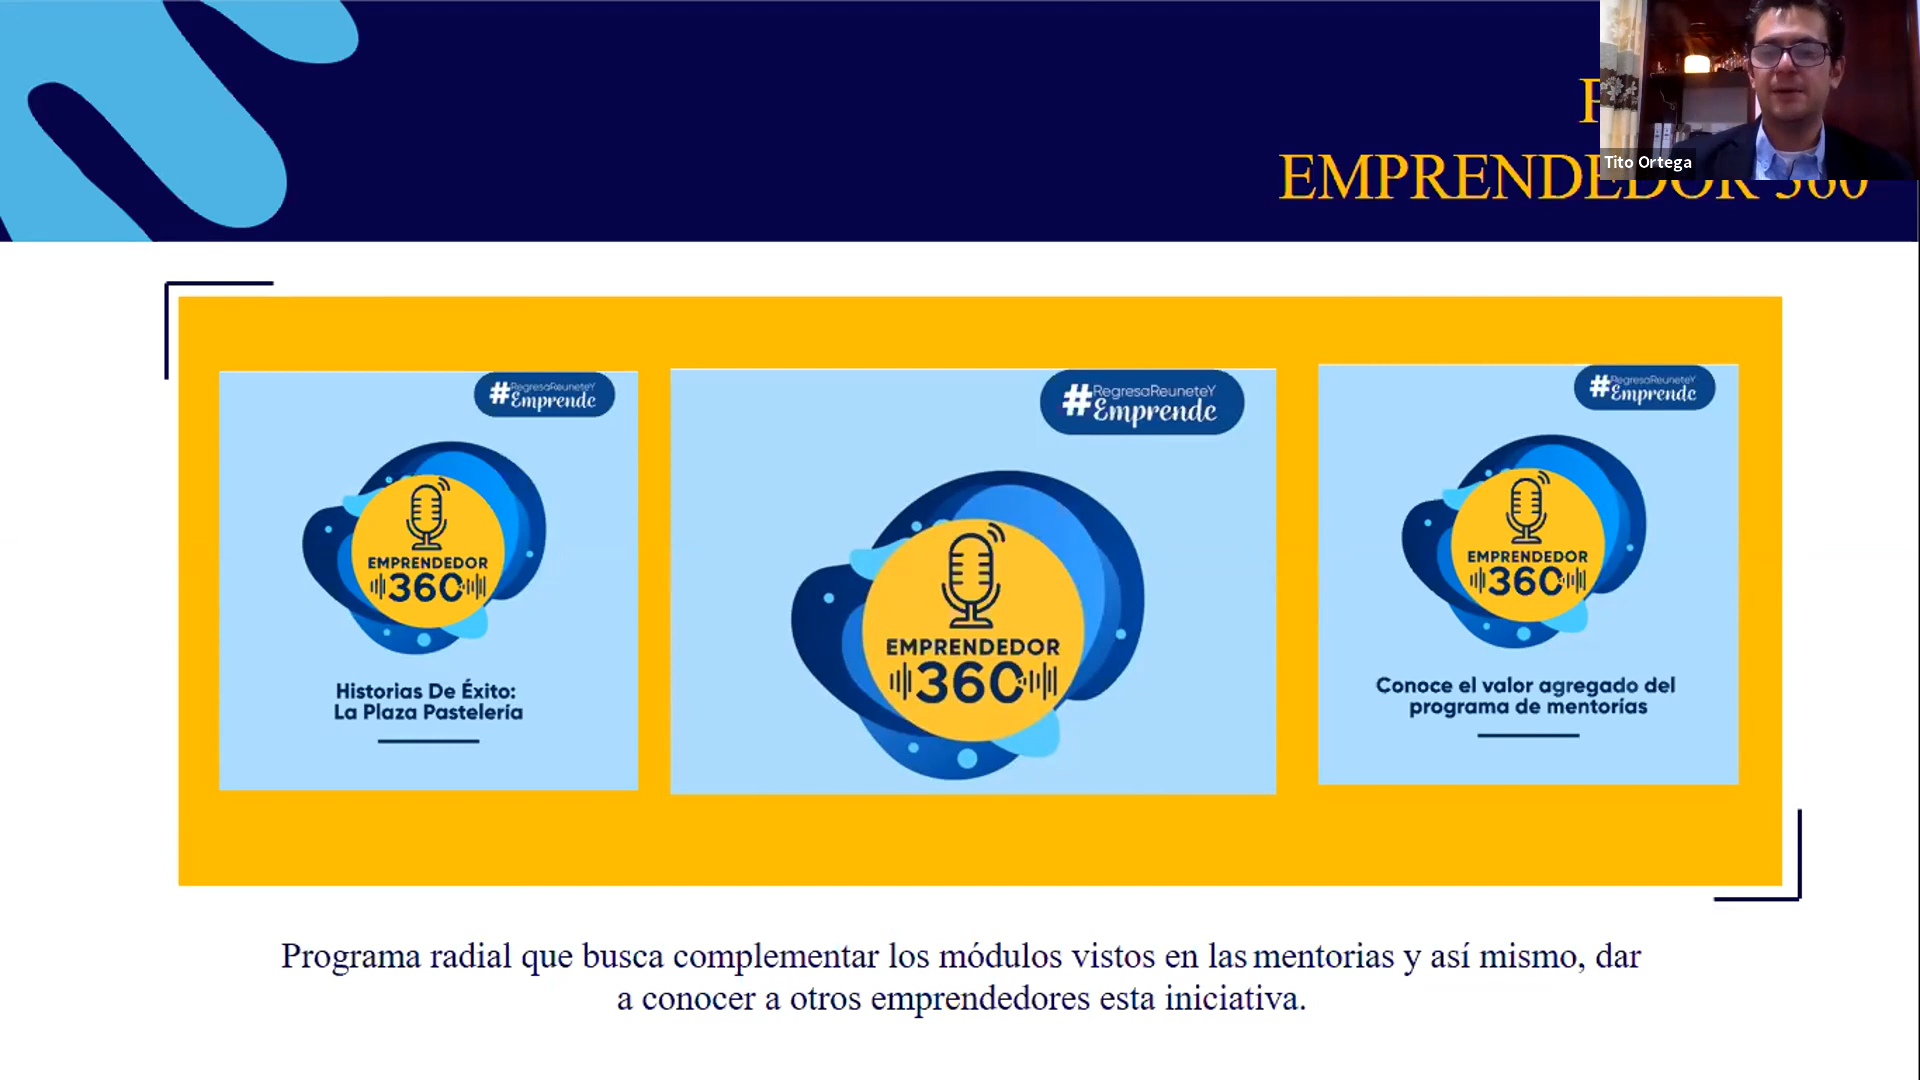 Tito Ortega
EMPRENDEDOR 360
#RegresaReuneteY
Emprende
EMPRENDEDOR
360
Historias De Éxito:
La Plaza Pastelería
#RegresaReuneteY
Emprende
EMPRENDEDOR
360
#RegresaReuneteY
Emprende
EMPRENDEDOR
360
Conoce el valor agregado del
programa de mentorías
Programa radial que busca complementar los módulos vistos en las mentorias y así mismo, dar
a conocer a otros emprendedores esta iniciativa.